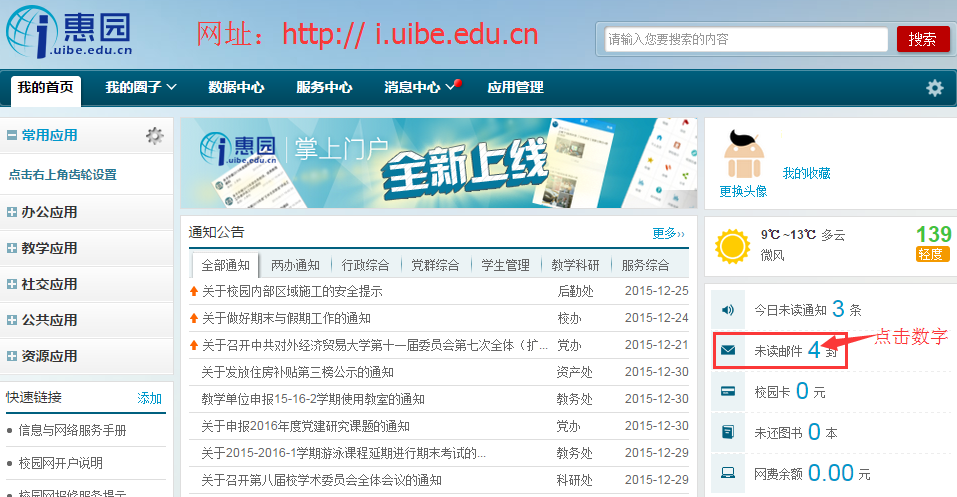 惠园
i.uibe.edu.cn
网址：http:// i.uibe.edu.cn
请输入您要搜索的内容
搜索
我的首页 我的圈子 数据中心 服务中心 消息中心 应用管理
常用应用
点击右上角齿轮设置
办公应用
教学应用
社交应用
公共应用
资源应用
快速链接 添加
信息与网络服务手册
校园网开户说明
校园网报修服务提示
i 惠园
.uibe.edu.cn
掌上门户
全新上线
通知公告 更多››
全部通知 两办通知 行政综合 党群综合 学生管理 教学科研 服务综合
关于校园内部区域施工的安全提示 后勤处 2015-12-25
关于做好期末与假期工作的通知 校办 2015-12-24
关于召开中共对外经济贸易大学第十一届委员会第七次全体（扩... 党办 2015-12-21
关于发放住房补贴第三榜公示的通知 资产处 2015-12-30
教学单位申报15-16-2学期使用教室的通知 教务处 2015-12-30
关于申报2016年度党建研究课题的通知 党办 2015-12-30
关于2015-2016-1学期游泳课程延期进行期末考试的... 教务处 2015-12-29
关于召开第八届校学术委员会全体会议的通知 科研处 2015-12-29
更换头像
我的收藏
9℃ ~13℃ 多云
微风
139
轻度
今日未读通知 3 条
未读邮件 4 封
点击数字
校园卡 0 元
未还图书 0 本
网费余额 0.00 元